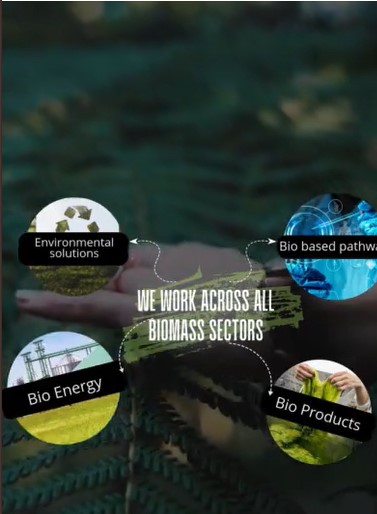 Environmental
solutions
Bio based pathwa
WE WORK ACROSS ALL
BIOMASS SECTORS
Bio Energy
Bio Products